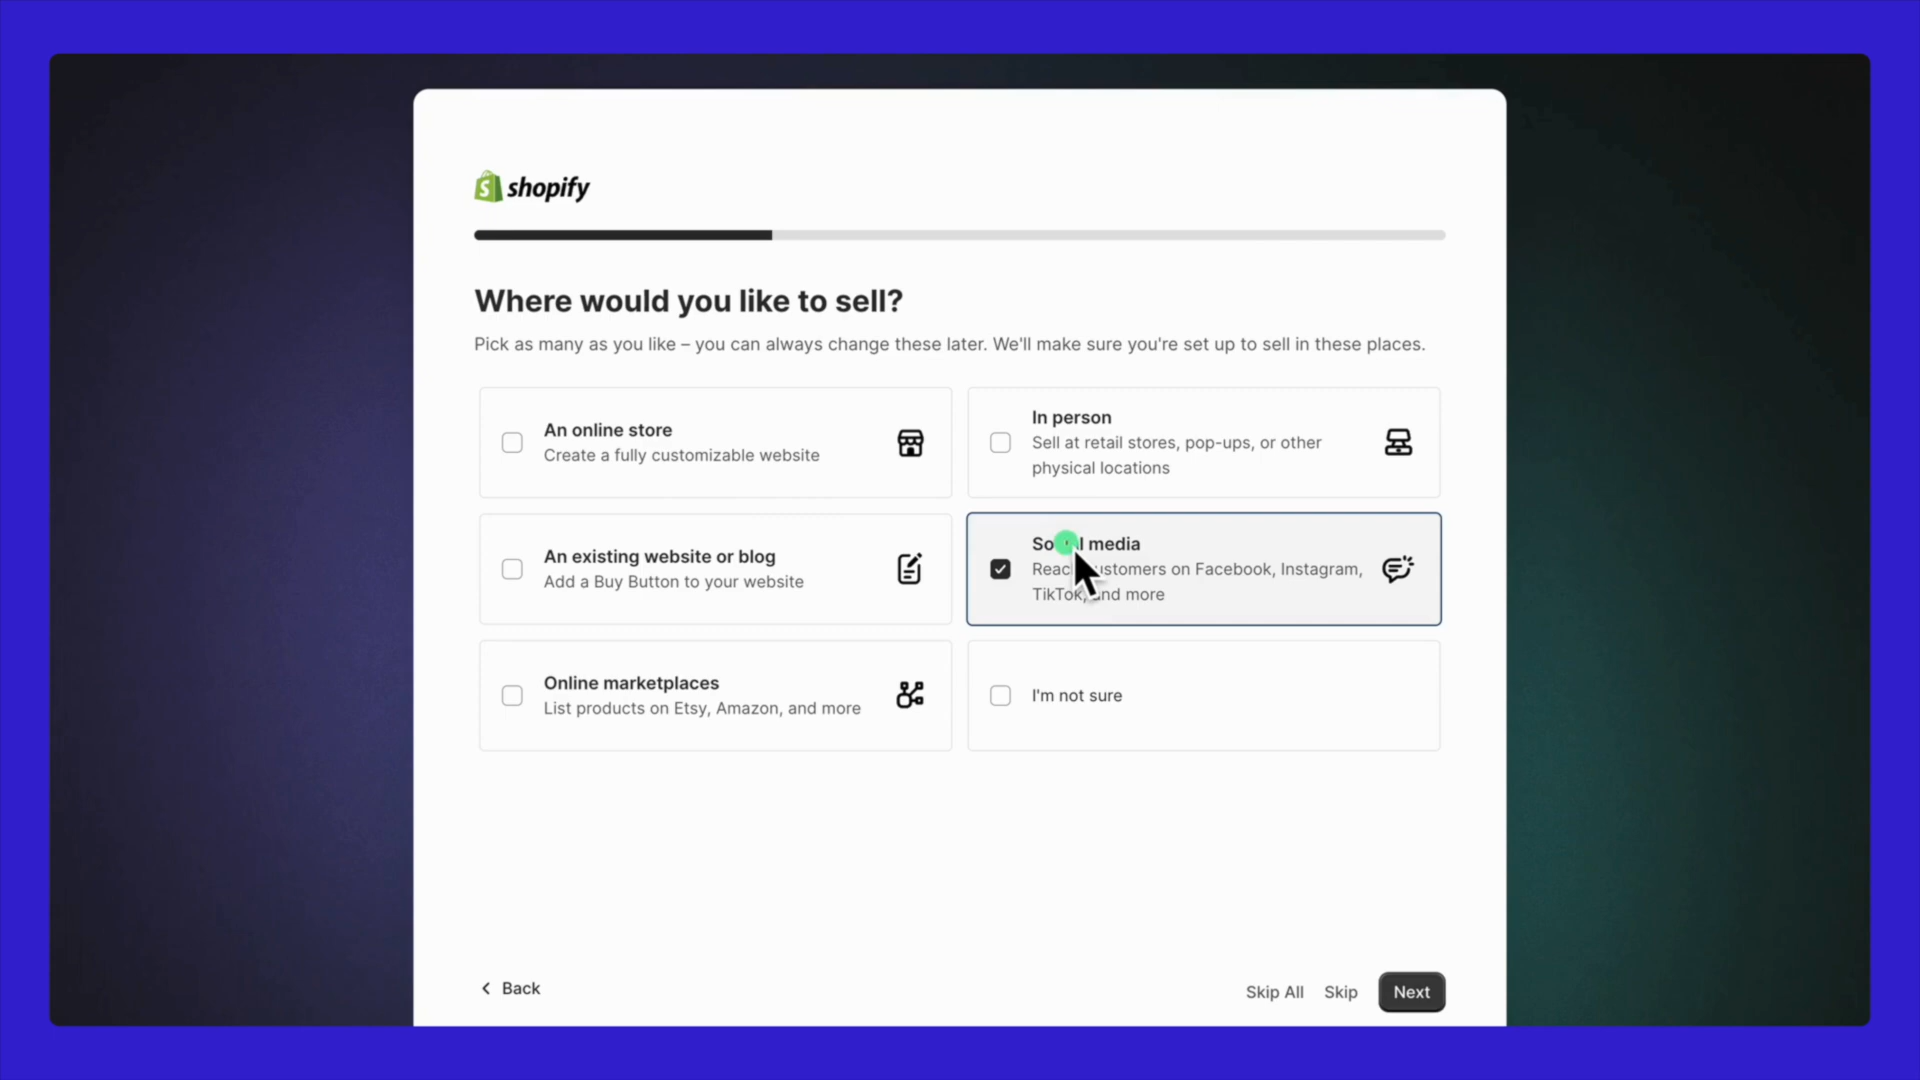 shopify
Where would you like to sell?
Pick as many as you like – you can always change these later. We'll make sure you're set up to sell in these places.
An online store
Create a fully customizable website
In person
Sell at retail stores, pop-ups, or other
physical locations
An existing website or blog
Add a Buy Button to your website
media
on Facebook, Instagram,
and more
Online marketplaces
List products on Etsy, Amazon, and more
I'm not sure
Back
Skip All
Skip
Next